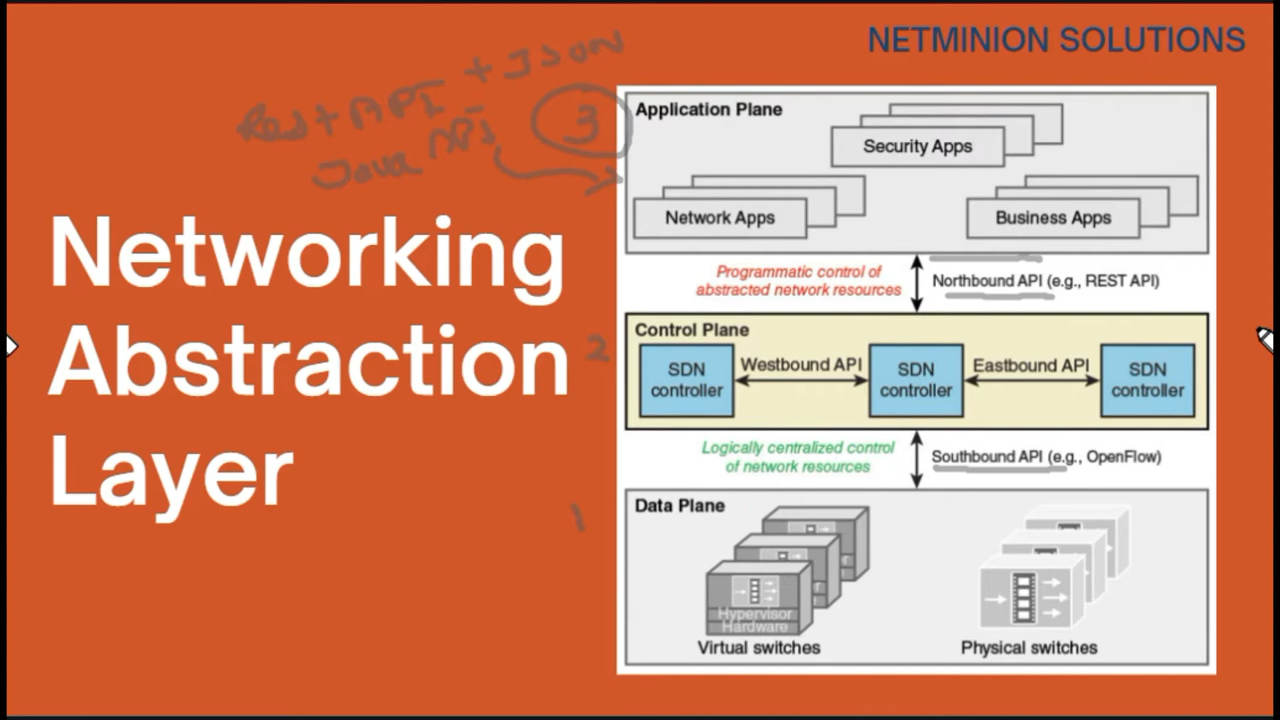 NETMINION SOLUTIONS
Rest API + Json
Java APIs
3
Networking
Abstraction
Layer
2
1
Application Plane
Security Apps
Network Apps
Business Apps
Programmatic control of
abstracted network resources
Northbound API (e.g., REST API)
Control Plane
SDN
controller
Westbound API
SDN
controller
Eastbound API
SDN
controller
Logically centralized control
of network resources
Southbound API (e.g., OpenFlow)
Data Plane
Hypervisor
Hardware
Virtual switches
Physical switches